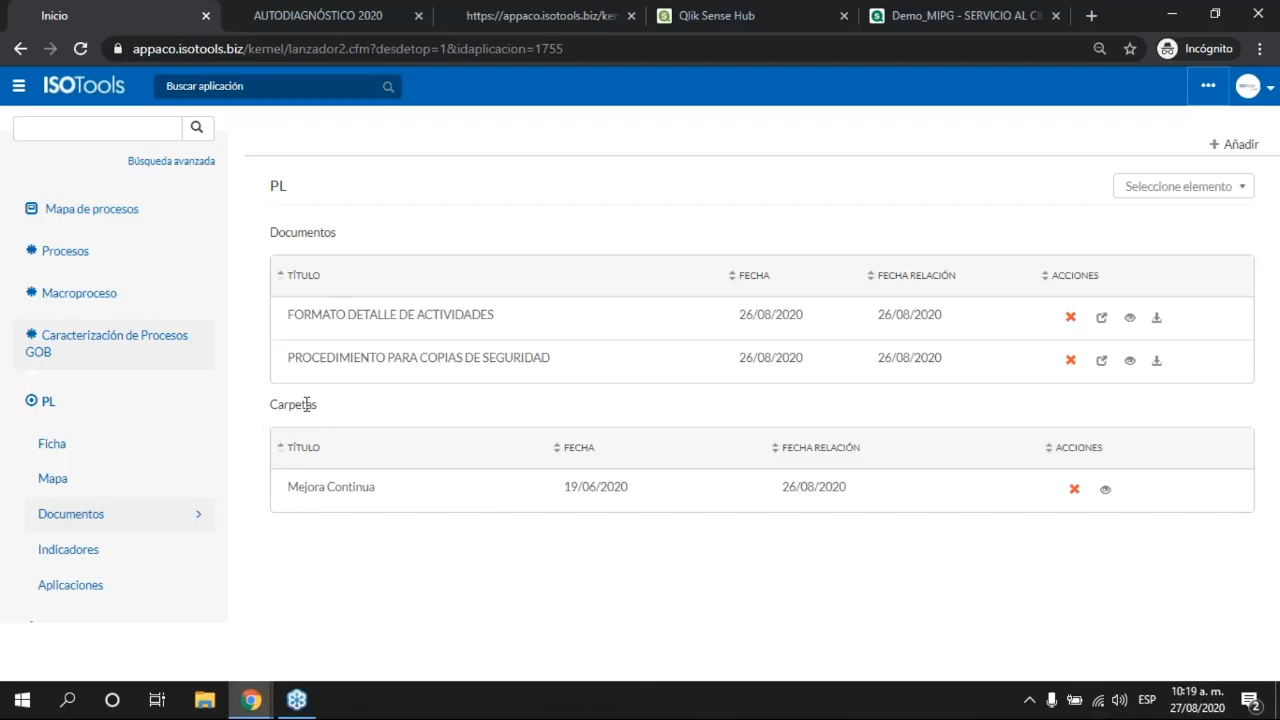 Inicio
AUTODIAGNÓSTICO 2020
https://appaco.isotools.biz/ker
Qlik Sense Hub
Demo_MIPG - SERVICIO AL CI
appaco.isotools.biz/kernel/lanzador2.cfm?desdetop=1&idaplicacion=1755
Incógnito
ISOTools
Buscar aplicación
Búsqueda avanzada
Mapa de procesos
Procesos
Macroproceso
Caracterización de Procesos
GOB
PL
Ficha
Mapa
Documentos
Indicadores
Aplicaciones
+ Añadir
PL
Seleccione elemento
Documentos
TÍTULO FECHA FECHA RELACIÓN ACCIONES
FORMATO DETALLE DE ACTIVIDADES 26/08/2020 26/08/2020
PROCEDIMIENTO PARA COPIAS DE SEGURIDAD 26/08/2020 26/08/2020
Carpetas
TÍTULO FECHA FECHA RELACIÓN ACCIONES
Mejora Continua 19/06/2020 26/08/2020
ESP
10:19 a. m.
27/08/2020
2